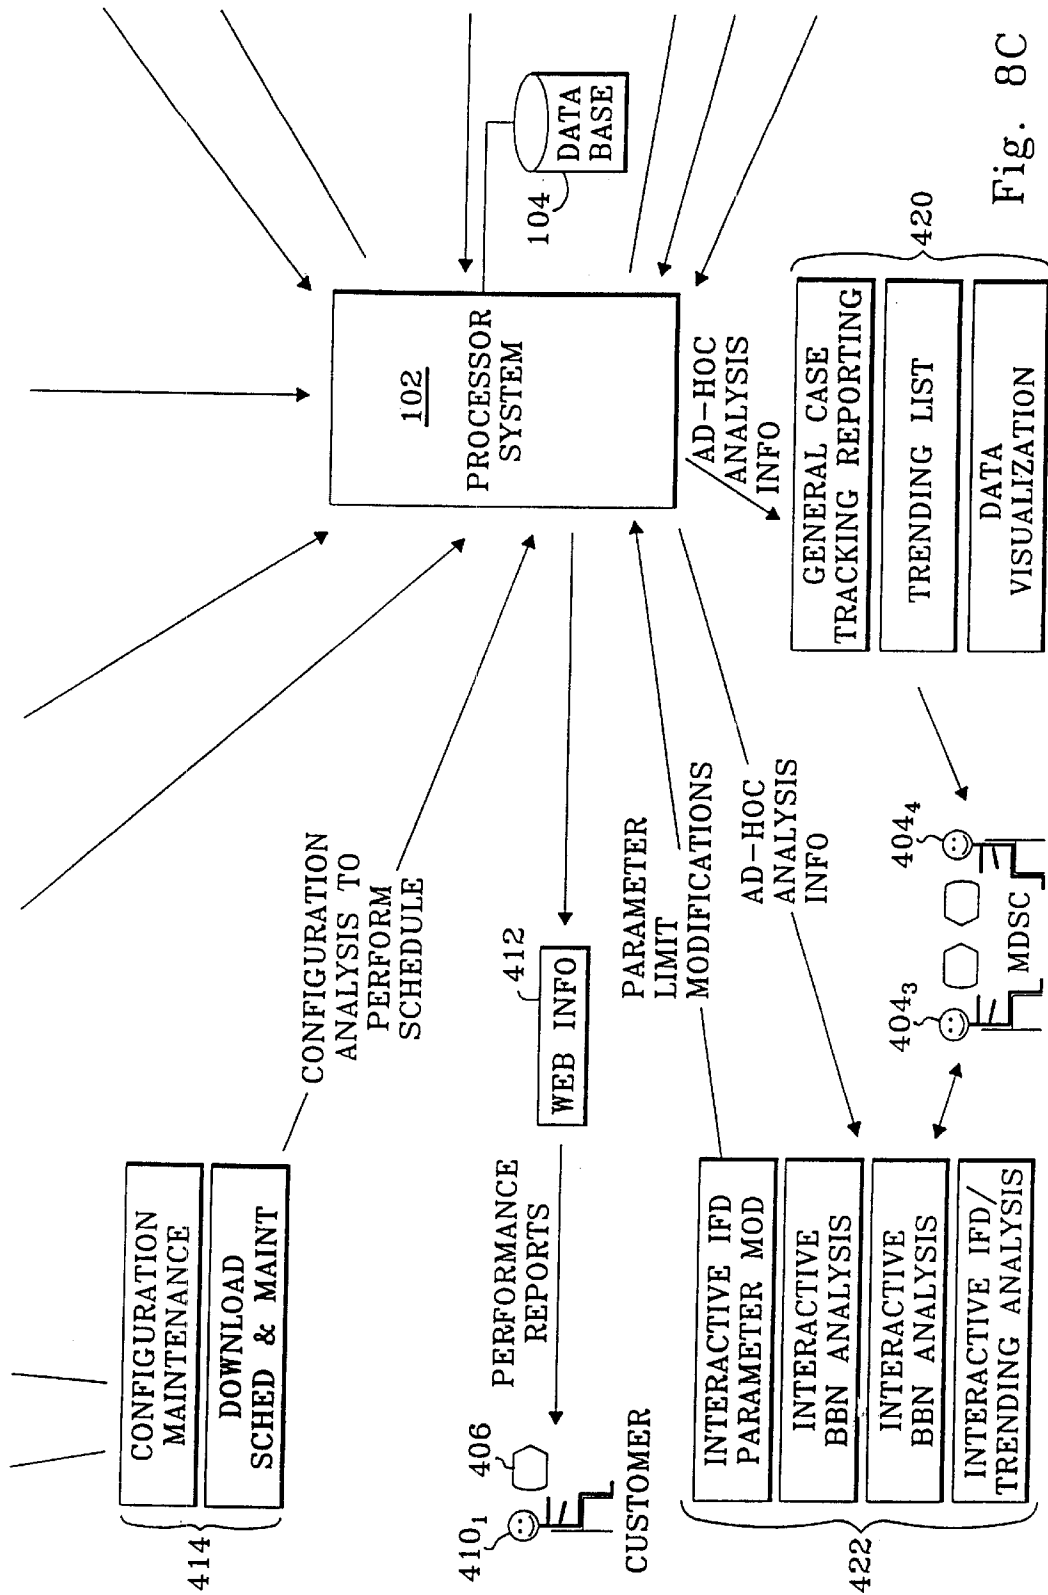 414
CONFIGURATION
MAINTENANCE
DOWNLOAD
SCHED & MAINT
CONFIGURATION
ANALYSIS TO
PERFORM
SCHEDULE
102
PROCESSOR
SYSTEM
104
DATA
BASE
410₁
406
CUSTOMER
PERFORMANCE
REPORTS
412
WEB INFO
PARAMETER
LIMIT
MODIFICATIONS
AD-HOC
ANALYSIS
INFO
AD-HOC
ANALYSIS
INFO
422
INTERACTIVE IFD
PARAMETER MOD
INTERACTIVE
BBN ANALYSIS
INTERACTIVE
BBN ANALYSIS
INTERACTIVE IFD/
TRENDING ANALYSIS
404₃
404₄
MDSC
GENERAL CASE
TRACKING REPORTING
TRENDING LIST
DATA
VISUALIZATION
420
Fig. 8C